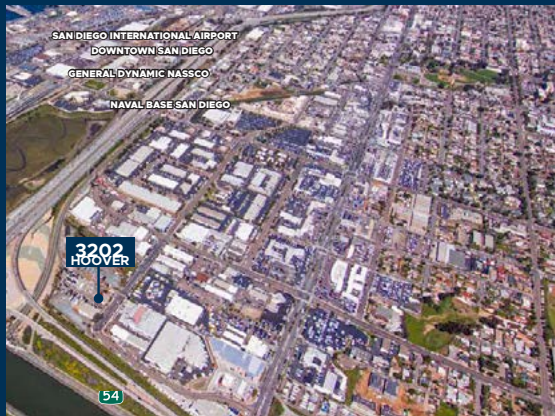 SAN DIEGO INTERNATIONAL AIRPORT
DOWNTOWN SAN DIEGO
GENERAL DYNAMIC NASSCO
NAVAL BASE SAN DIEGO
3202
HOOVER
54